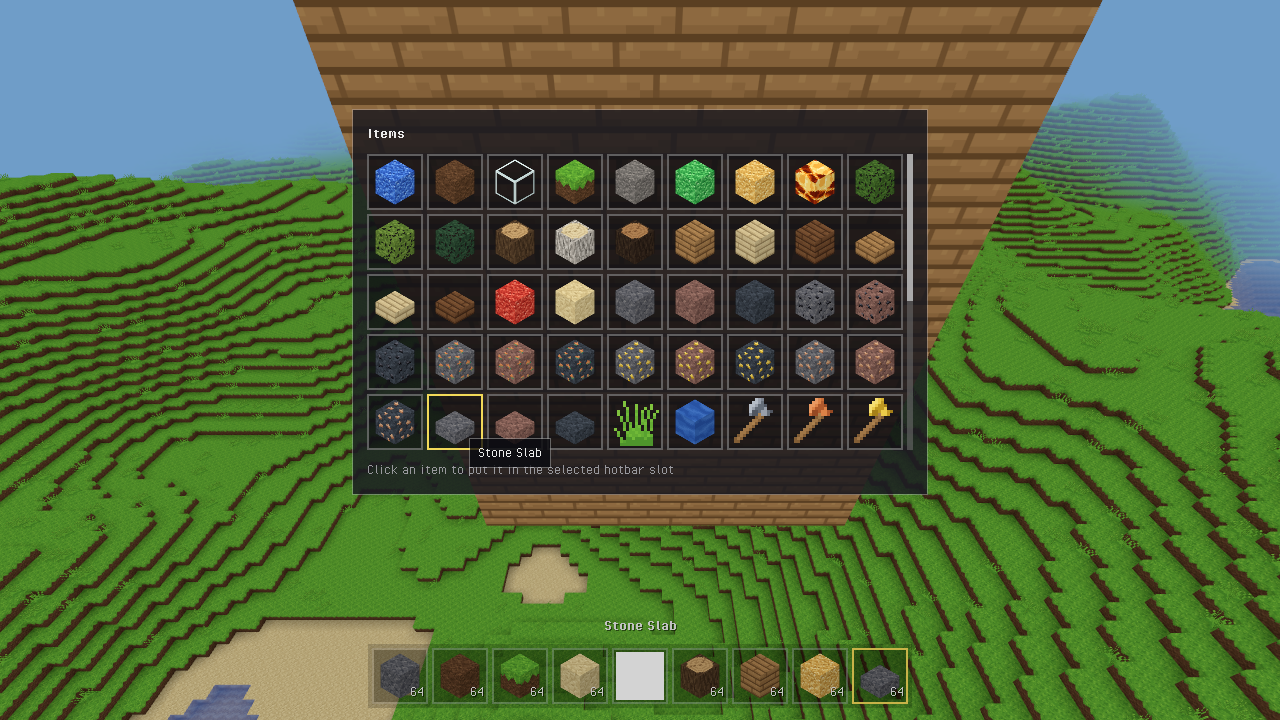 Items
Stone Slab
Click an item to put it in the selected hotbar slot
Stone Slab
64 64 64 64 64 64 64 64